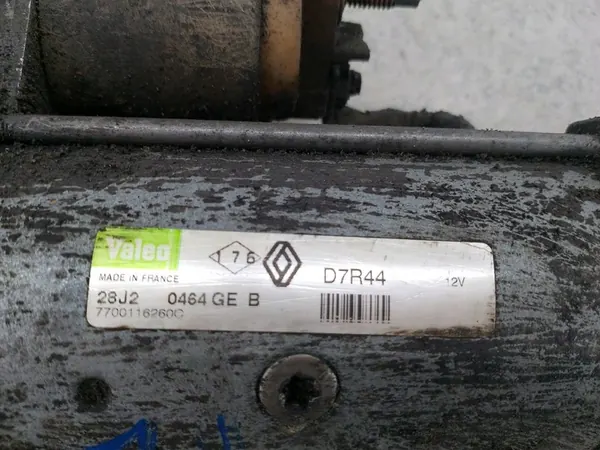 Valeo 176 D7R44 12V
MADE IN FRANCE
28J2 0464 GE B
7700116260C